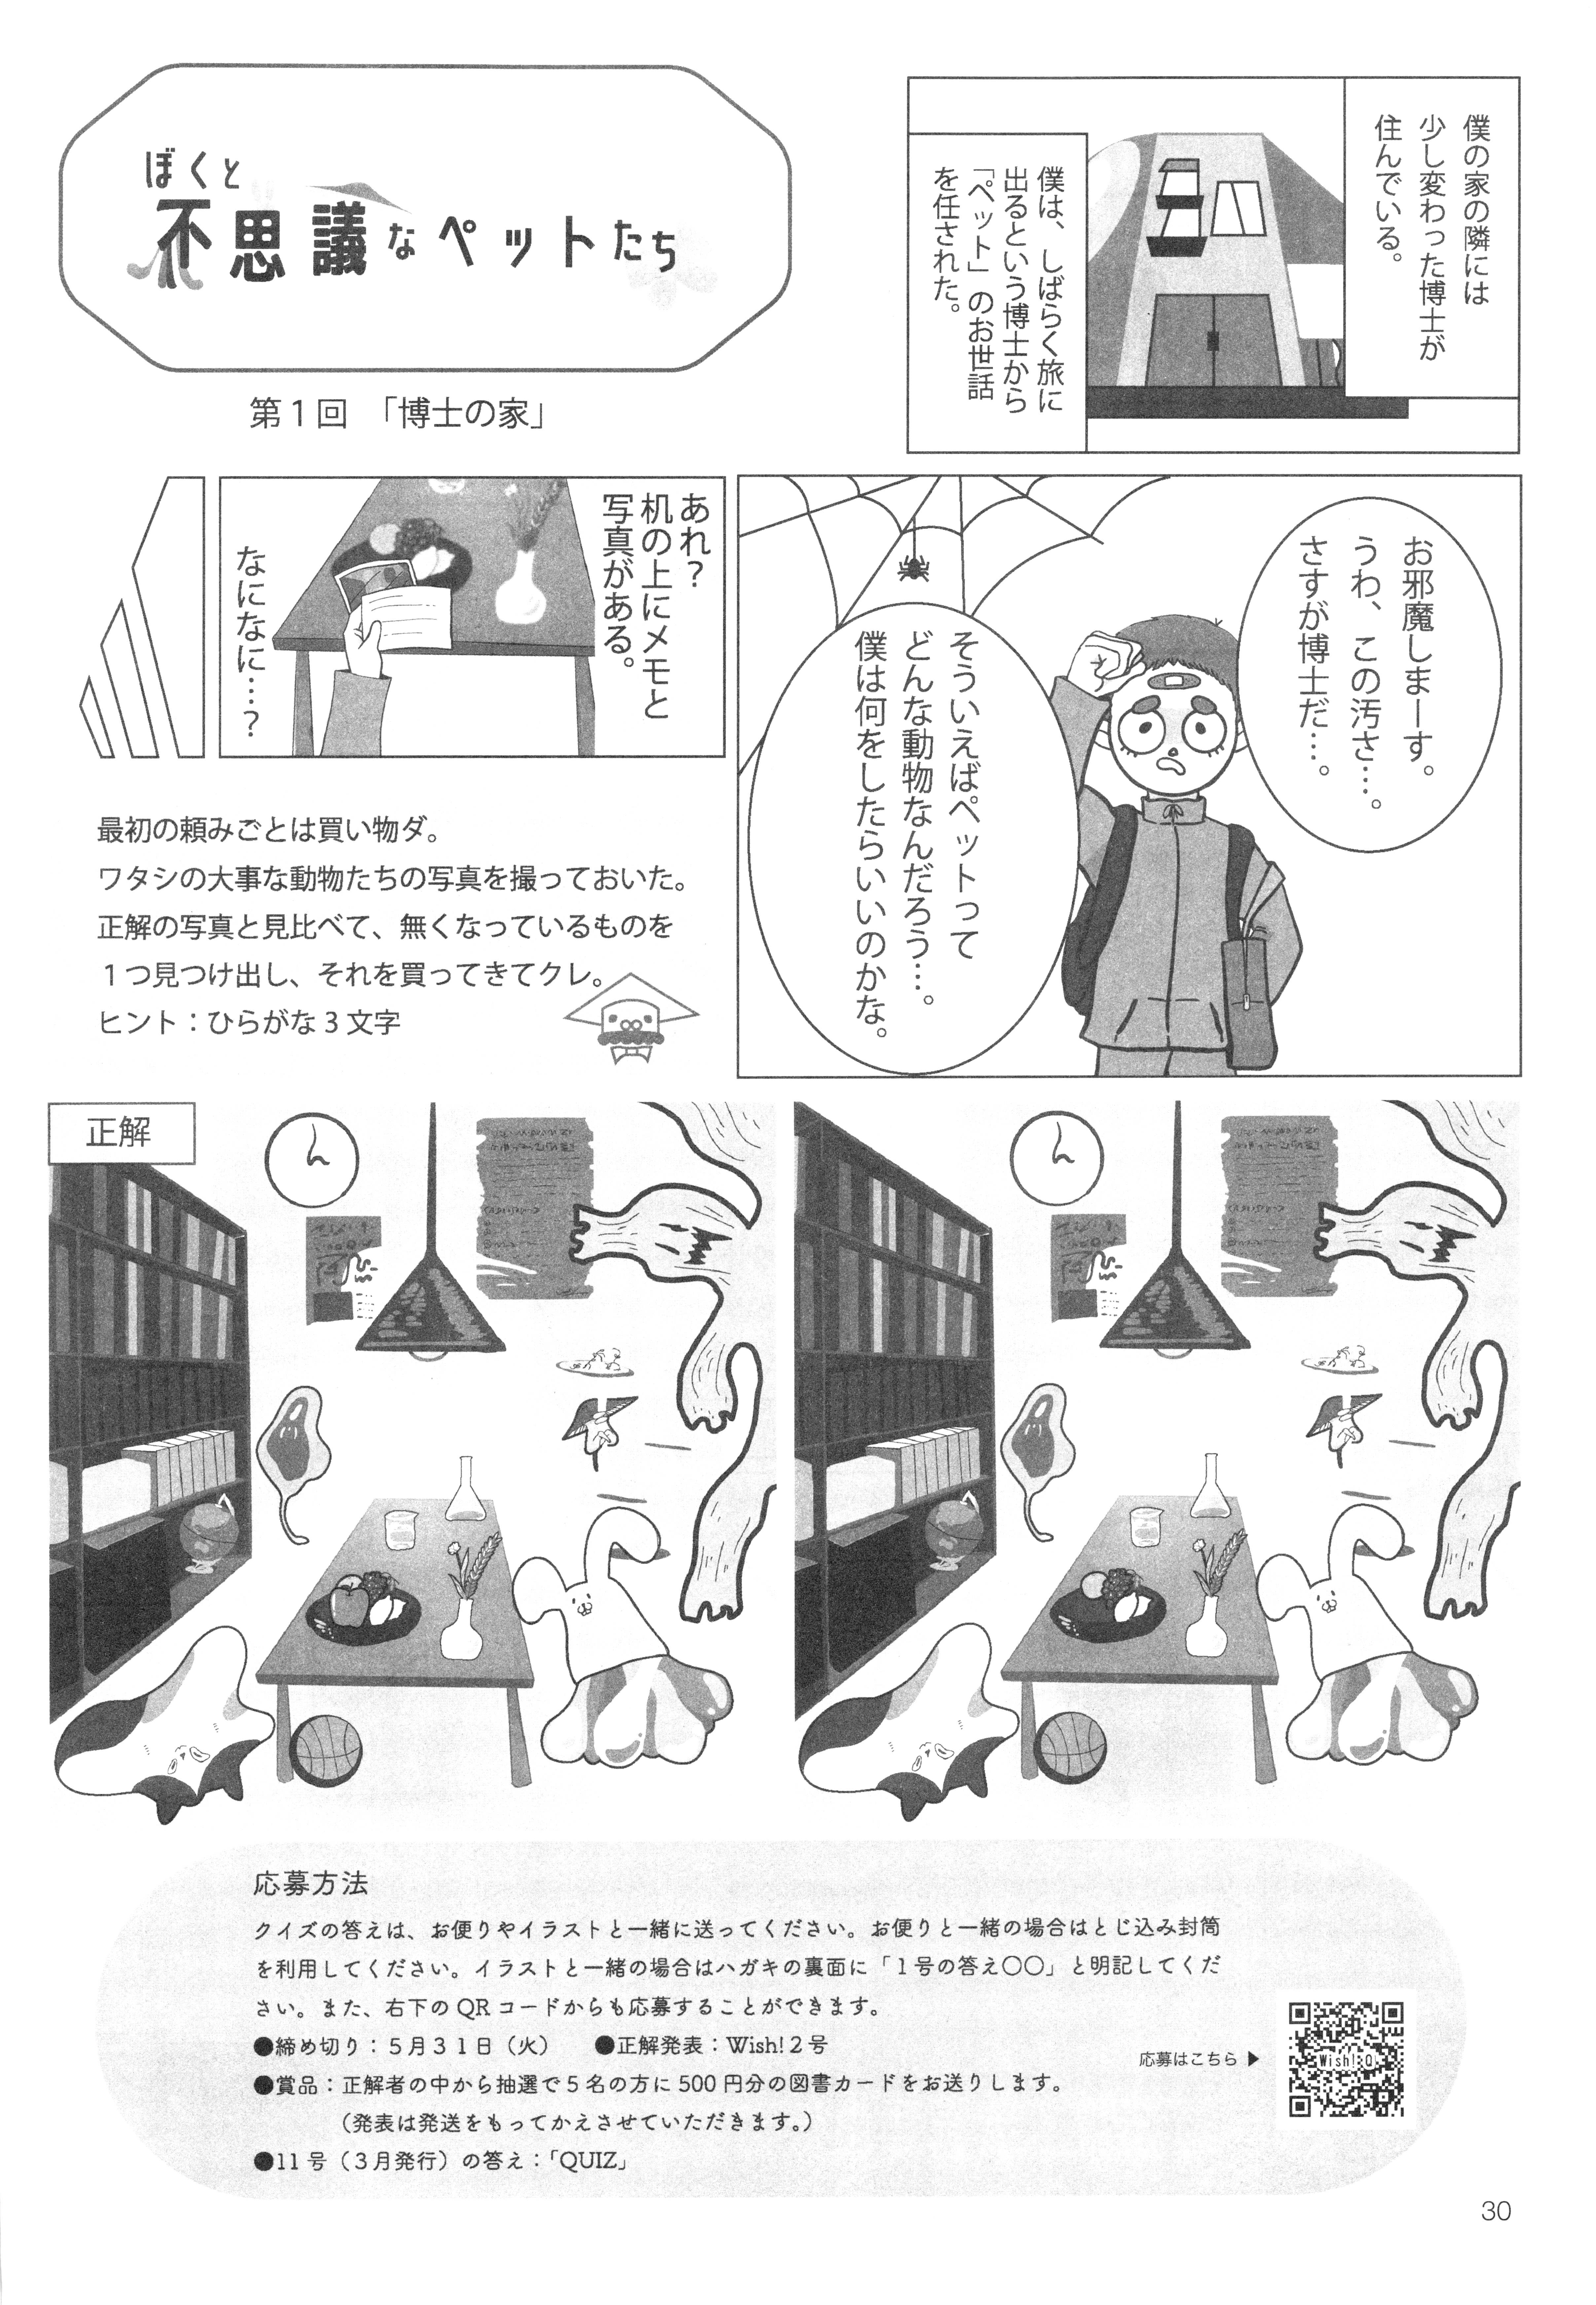 ぼくと
不思議なペットたち
第1回 「博士の家」
僕の家の隣には
少し変わった博士が
住んでいる。
僕は、しばらく旅に
出るという博士から
「ペット」のお世話
を任された。
お邪魔しまーす。
うわ、この汚さ…。
さすが博士だ…。
そういえばペットって
どんな動物なんだろう…。
僕は何をしたらいいのかな。
あれ?
机の上にメモと
写真がある。
なになに…?
最初の頼みごとは買い物ダ。
ワタシの大事な動物たちの写真を撮っておいた。
正解の写真と見比べて、無くなっているものを
1つ見つけ出し、それを買ってきてクレ。
ヒント:ひらがな3文字
正解
応募方法
クイズの答えは、お便りやイラストと一緒に送ってください。お便りと一緒の場合はとじ込み封筒
を利用してください。イラストと一緒の場合はハガキの裏面に「1号の答え〇〇」と明記してくだ
さい。また、右下のQRコードからも応募することができます。
●締め切り:5月31日(火) ●正解発表:Wish!2号
●賞品:正解者の中から抽選で5名の方に500円分の図書カードをお送りします。
(発表は発送をもってかえさせていただきます。)
●11号(3月発行)の答え:「QUIZ」
応募はこちら▶
Wish!Q
30